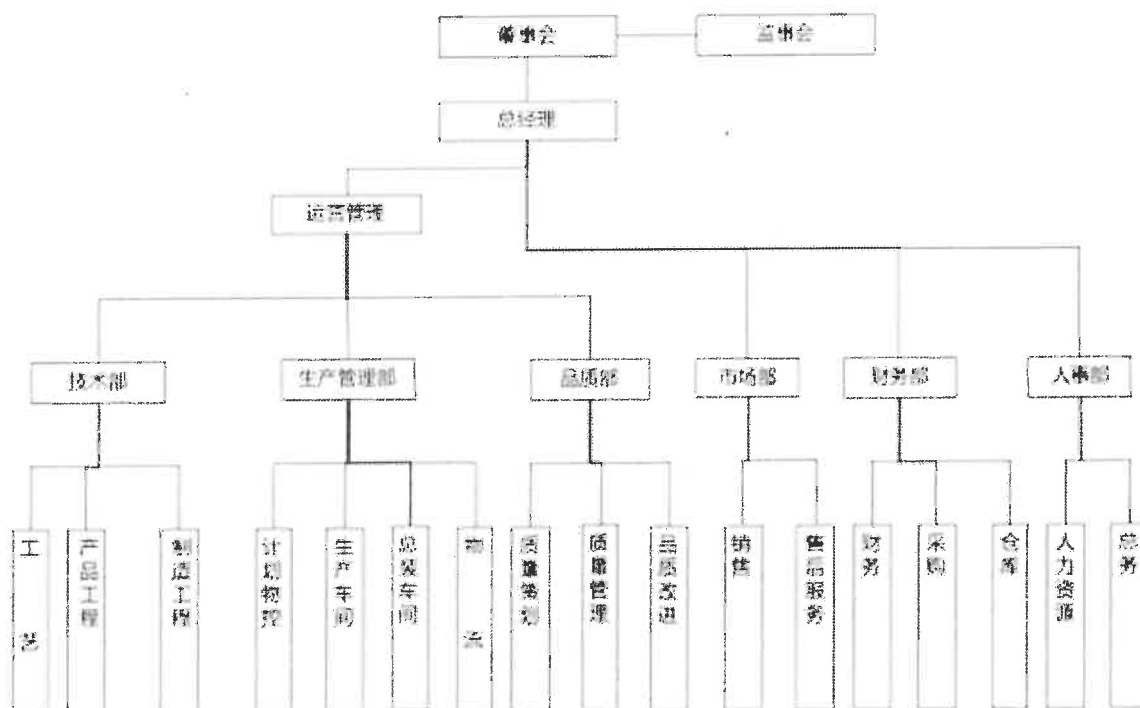 董事会
监事会
总经理
运营管理
技术部
生产管理部
品质部
市场部
财务部
人事部
工艺
产品工程
制造工程
计划物控
生产车间
总装车间
物流
质量策划
质量管理
品质改进
销售
售后服务
财务
采购
仓库
人力资源
总务